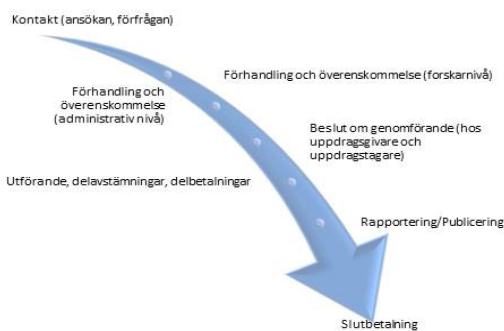 Kontakt (ansökan, förfrågan)
Förhandling och överenskommelse (forskarnivå)
Förhandling och
överenskommelse
(administrativ nivå)
Beslut om genomförande (hos
uppdragsgivare och
uppdragstagare)
Utförande, delavstämningar, delbetalningar
Rapportering/Publicering
Slutbetalning